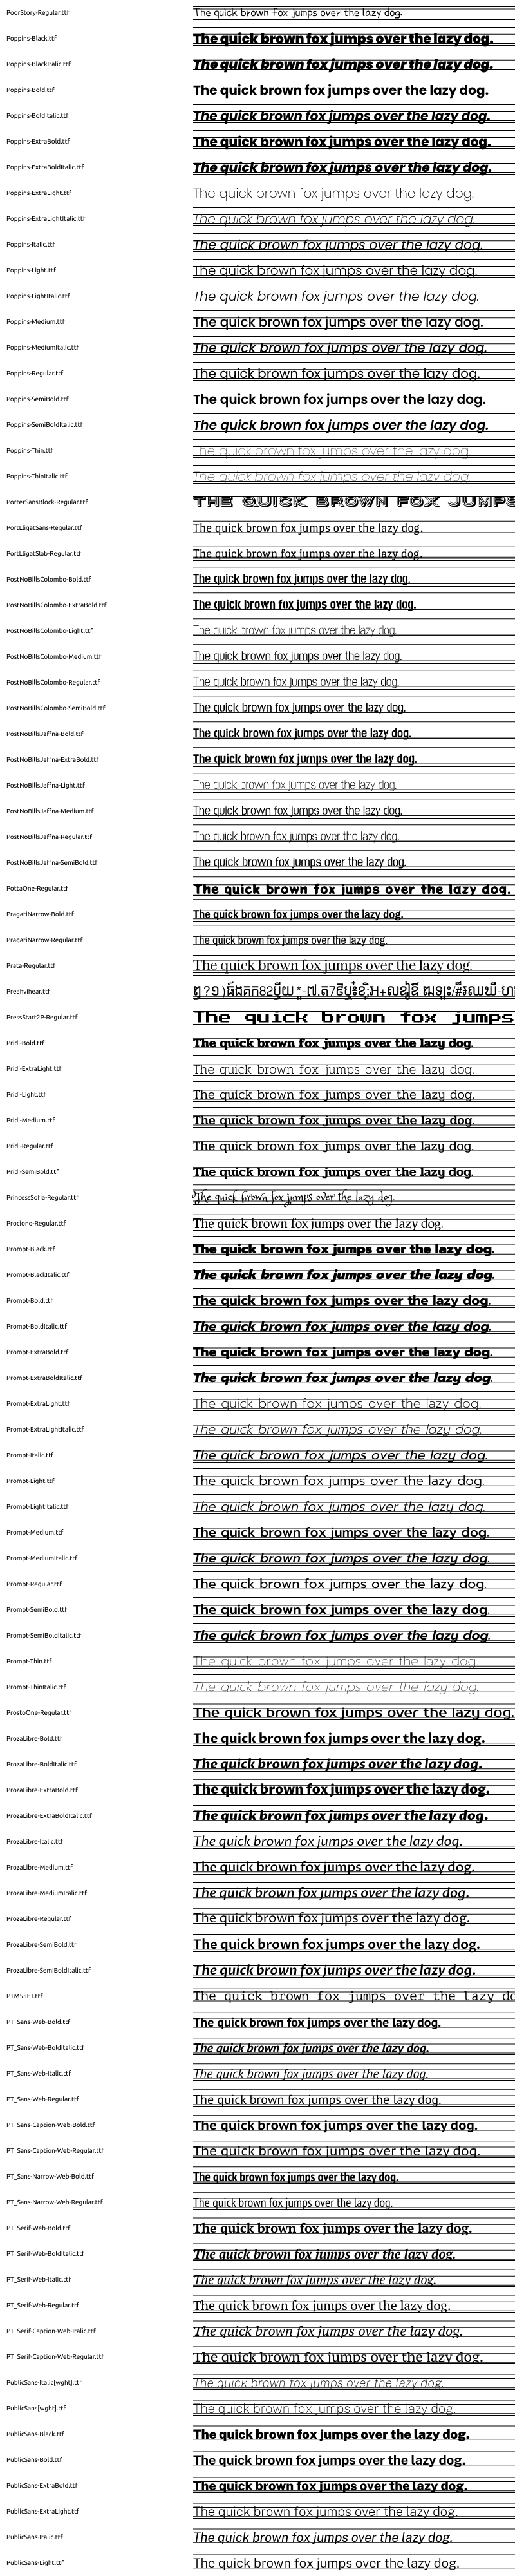 PoorStory-Regular.ttf The quick brown fox jumps over the lazy dog.
Poppins-Black.ttf The quick brown fox jumps over the lazy dog.
Poppins-BlackItalic.ttf The quick brown fox jumps over the lazy dog.
Poppins-Bold.ttf The quick brown fox jumps over the lazy dog.
Poppins-BoldItalic.ttf The quick brown fox jumps over the lazy dog.
Poppins-ExtraBold.ttf The quick brown fox jumps over the lazy dog.
Poppins-ExtraBoldItalic.ttf The quick brown fox jumps over the lazy dog.
Poppins-ExtraLight.ttf The quick brown fox jumps over the lazy dog.
Poppins-ExtraLightItalic.ttf The quick brown fox jumps over the lazy dog.
Poppins-Italic.ttf The quick brown fox jumps over the lazy dog.
Poppins-Light.ttf The quick brown fox jumps over the lazy dog.
Poppins-LightItalic.ttf The quick brown fox jumps over the lazy dog.
Poppins-Medium.ttf The quick brown fox jumps over the lazy dog.
Poppins-MediumItalic.ttf The quick brown fox jumps over the lazy dog.
Poppins-Regular.ttf The quick brown fox jumps over the lazy dog.
Poppins-SemiBold.ttf The quick brown fox jumps over the lazy dog.
Poppins-SemiBoldItalic.ttf The quick brown fox jumps over the lazy dog.
Poppins-Thin.ttf The quick brown fox jumps over the lazy dog.
Poppins-ThinItalic.ttf The quick brown fox jumps over the lazy dog.
PorterSansBlock-Regular.ttf THE QUICK BROWN FOX JUMPS
PortLligatSans-Regular.ttf The quick brown fox jumps over the lazy dog.
PortLligatSlab-Regular.ttf The quick brown fox jumps over the lazy dog.
PostNoBillsColombo-Bold.ttf The quick brown fox jumps over the lazy dog.
PostNoBillsColombo-ExtraBold.ttf The quick brown fox jumps over the lazy dog.
PostNoBillsColombo-Light.ttf The quick brown fox jumps over the lazy dog.
PostNoBillsColombo-Medium.ttf The quick brown fox jumps over the lazy dog.
PostNoBillsColombo-Regular.ttf The quick brown fox jumps over the lazy dog.
PostNoBillsColombo-SemiBold.ttf The quick brown fox jumps over the lazy dog.
PostNoBillsJaffna-Bold.ttf The quick brown fox jumps over the lazy dog.
PostNoBillsJaffna-ExtraBold.ttf The quick brown fox jumps over the lazy dog.
PostNoBillsJaffna-Light.ttf The quick brown fox jumps over the lazy dog.
PostNoBillsJaffna-Medium.ttf The quick brown fox jumps over the lazy dog.
PostNoBillsJaffna-Regular.ttf The quick brown fox jumps over the lazy dog.
PostNoBillsJaffna-SemiBold.ttf The quick brown fox jumps over the lazy dog.
PottaOne-Regular.ttf The quick brown fox jumps over the lazy dog.
PragatiNarrow-Bold.ttf The quick brown fox jumps over the lazy dog.
PragatiNarrow-Regular.ttf The quick brown fox jumps over the lazy dog.
Prata-Regular.ttf The quick brown fox jumps over the lazy dog.
Preahvihear.ttf
PressStart2P-Regular.ttf The quick brown fox jumps
Pridi-Bold.ttf The quick brown fox jumps over the lazy dog.
Pridi-ExtraLight.ttf The quick brown fox jumps over the lazy dog.
Pridi-Light.ttf The quick brown fox jumps over the lazy dog.
Pridi-Medium.ttf The quick brown fox jumps over the lazy dog.
Pridi-Regular.ttf The quick brown fox jumps over the lazy dog.
Pridi-SemiBold.ttf The quick brown fox jumps over the lazy dog.
PrincessSofia-Regular.ttf The quick brown fox jumps over the lazy dog.
Prociono-Regular.ttf The quick brown fox jumps over the lazy dog.
Prompt-Black.ttf The quick brown fox jumps over the lazy dog.
Prompt-BlackItalic.ttf The quick brown fox jumps over the lazy dog.
Prompt-Bold.ttf The quick brown fox jumps over the lazy dog.
Prompt-BoldItalic.ttf The quick brown fox jumps over the lazy dog.
Prompt-ExtraBold.ttf The quick brown fox jumps over the lazy dog.
Prompt-ExtraBoldItalic.ttf The quick brown fox jumps over the lazy dog.
Prompt-ExtraLight.ttf The quick brown fox jumps over the lazy dog.
Prompt-ExtraLightItalic.ttf The quick brown fox jumps over the lazy dog.
Prompt-Italic.ttf The quick brown fox jumps over the lazy dog.
Prompt-Light.ttf The quick brown fox jumps over the lazy dog.
Prompt-LightItalic.ttf The quick brown fox jumps over the lazy dog.
Prompt-Medium.ttf The quick brown fox jumps over the lazy dog.
Prompt-MediumItalic.ttf The quick brown fox jumps over the lazy dog.
Prompt-Regular.ttf The quick brown fox jumps over the lazy dog.
Prompt-SemiBold.ttf The quick brown fox jumps over the lazy dog.
Prompt-SemiBoldItalic.ttf The quick brown fox jumps over the lazy dog.
Prompt-Thin.ttf The quick brown fox jumps over the lazy dog.
Prompt-ThinItalic.ttf The quick brown fox jumps over the lazy dog.
ProstoOne-Regular.ttf The quick brown fox jumps over the lazy dog.
ProzaLibre-Bold.ttf The quick brown fox jumps over the lazy dog.
ProzaLibre-BoldItalic.ttf The quick brown fox jumps over the lazy dog.
ProzaLibre-ExtraBold.ttf The quick brown fox jumps over the lazy dog.
ProzaLibre-ExtraBoldItalic.ttf The quick brown fox jumps over the lazy dog.
ProzaLibre-Italic.ttf The quick brown fox jumps over the lazy dog.
ProzaLibre-Medium.ttf The quick brown fox jumps over the lazy dog.
ProzaLibre-MediumItalic.ttf The quick brown fox jumps over the lazy dog.
ProzaLibre-Regular.ttf The quick brown fox jumps over the lazy dog.
ProzaLibre-SemiBold.ttf The quick brown fox jumps over the lazy dog.
ProzaLibre-SemiBoldItalic.ttf The quick brown fox jumps over the lazy dog.
PTM55FT.ttf The quick brown fox jumps over the lazy do
PT_Sans-Web-Bold.ttf The quick brown fox jumps over the lazy dog.
PT_Sans-Web-BoldItalic.ttf The quick brown fox jumps over the lazy dog.
PT_Sans-Web-Italic.ttf The quick brown fox jumps over the lazy dog.
PT_Sans-Web-Regular.ttf The quick brown fox jumps over the lazy dog.
PT_Sans-Caption-Web-Bold.ttf The quick brown fox jumps over the lazy dog.
PT_Sans-Caption-Web-Regular.ttf The quick brown fox jumps over the lazy dog.
PT_Sans-Narrow-Web-Bold.ttf The quick brown fox jumps over the lazy dog.
PT_Sans-Narrow-Web-Regular.ttf The quick brown fox jumps over the lazy dog.
PT_Serif-Web-Bold.ttf The quick brown fox jumps over the lazy dog.
PT_Serif-Web-BoldItalic.ttf The quick brown fox jumps over the lazy dog.
PT_Serif-Web-Italic.ttf The quick brown fox jumps over the lazy dog.
PT_Serif-Web-Regular.ttf The quick brown fox jumps over the lazy dog.
PT_Serif-Caption-Web-Italic.ttf The quick brown fox jumps over the lazy dog.
PT_Serif-Caption-Web-Regular.ttf The quick brown fox jumps over the lazy dog.
PublicSans-Italic[wght].ttf The quick brown fox jumps over the lazy dog.
PublicSans[wght].ttf The quick brown fox jumps over the lazy dog.
PublicSans-Black.ttf The quick brown fox jumps over the lazy dog.
PublicSans-Bold.ttf The quick brown fox jumps over the lazy dog.
PublicSans-ExtraBold.ttf The quick brown fox jumps over the lazy dog.
PublicSans-ExtraLight.ttf The quick brown fox jumps over the lazy dog.
PublicSans-Italic.ttf The quick brown fox jumps over the lazy dog.
PublicSans-Light.ttf The quick brown fox jumps over the lazy dog.